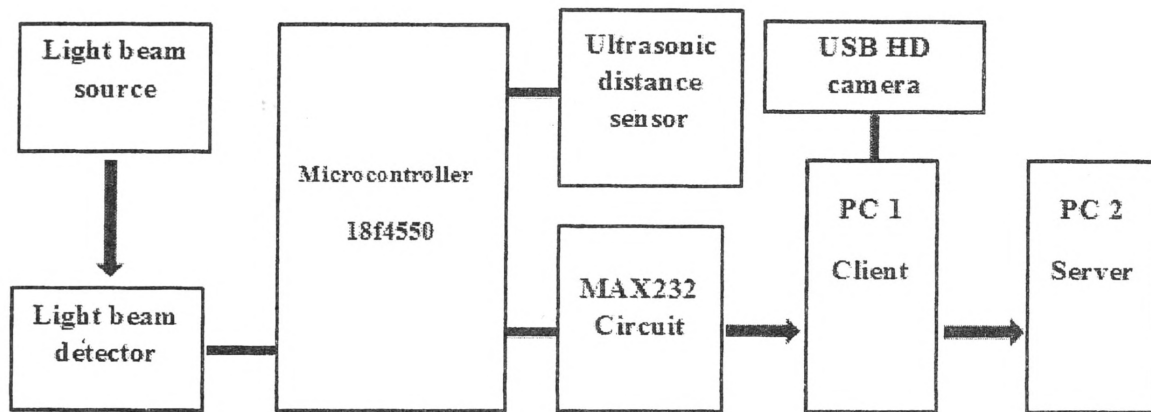 Light beam
source
Light beam
detector
Microcontroller
18f4550
Ultrasonic
distance
sensor
MAX232
Circuit
USB HD
camera
PC 1
Client
PC 2
Server